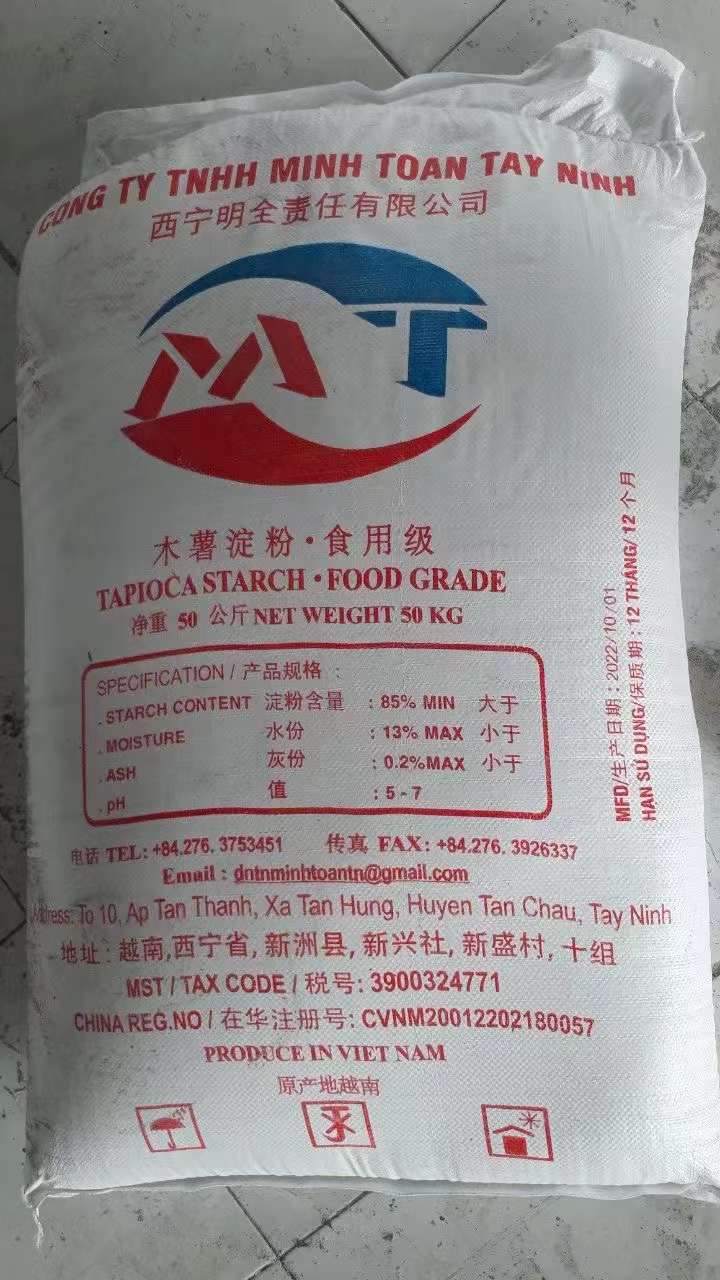 CONG TY TNHH MINH TOAN TAY NINH
西宁明全责任有限公司
MT
木薯淀粉·食用级
TAPIOCA STARCH · FOOD GRADE
净重 50 公斤 NET WEIGHT 50 KG
SPECIFICATION / 产品规格 :
. STARCH CONTENT 淀粉含量 : 85% MIN 大于
. MOISTURE 水份 : 13% MAX 小于
. ASH 灰份 : 0.2%MAX 小于
. pH 值 : 5 - 7
MFD/生产日期 : 2022/10/01
HẠN SỬ DỤNG/保质期 : 12 THÁNG/ 12 个月
电话 TEL: +84.276. 3753451 传真 FAX: +84.276. 3926337
Email : dntnminhtoantn@gmail.com
Address: To 10, Ap Tan Thanh, Xa Tan Hung, Huyen Tan Chau, Tay Ninh
地址 : 越南,西宁省, 新洲县, 新兴社, 新盛村, 十组
MST / TAX CODE / 税号: 3900324771
CHINA REG.NO / 在华注册号: CVNM20012202180057
PRODUCE IN VIET NAM
原产地越南